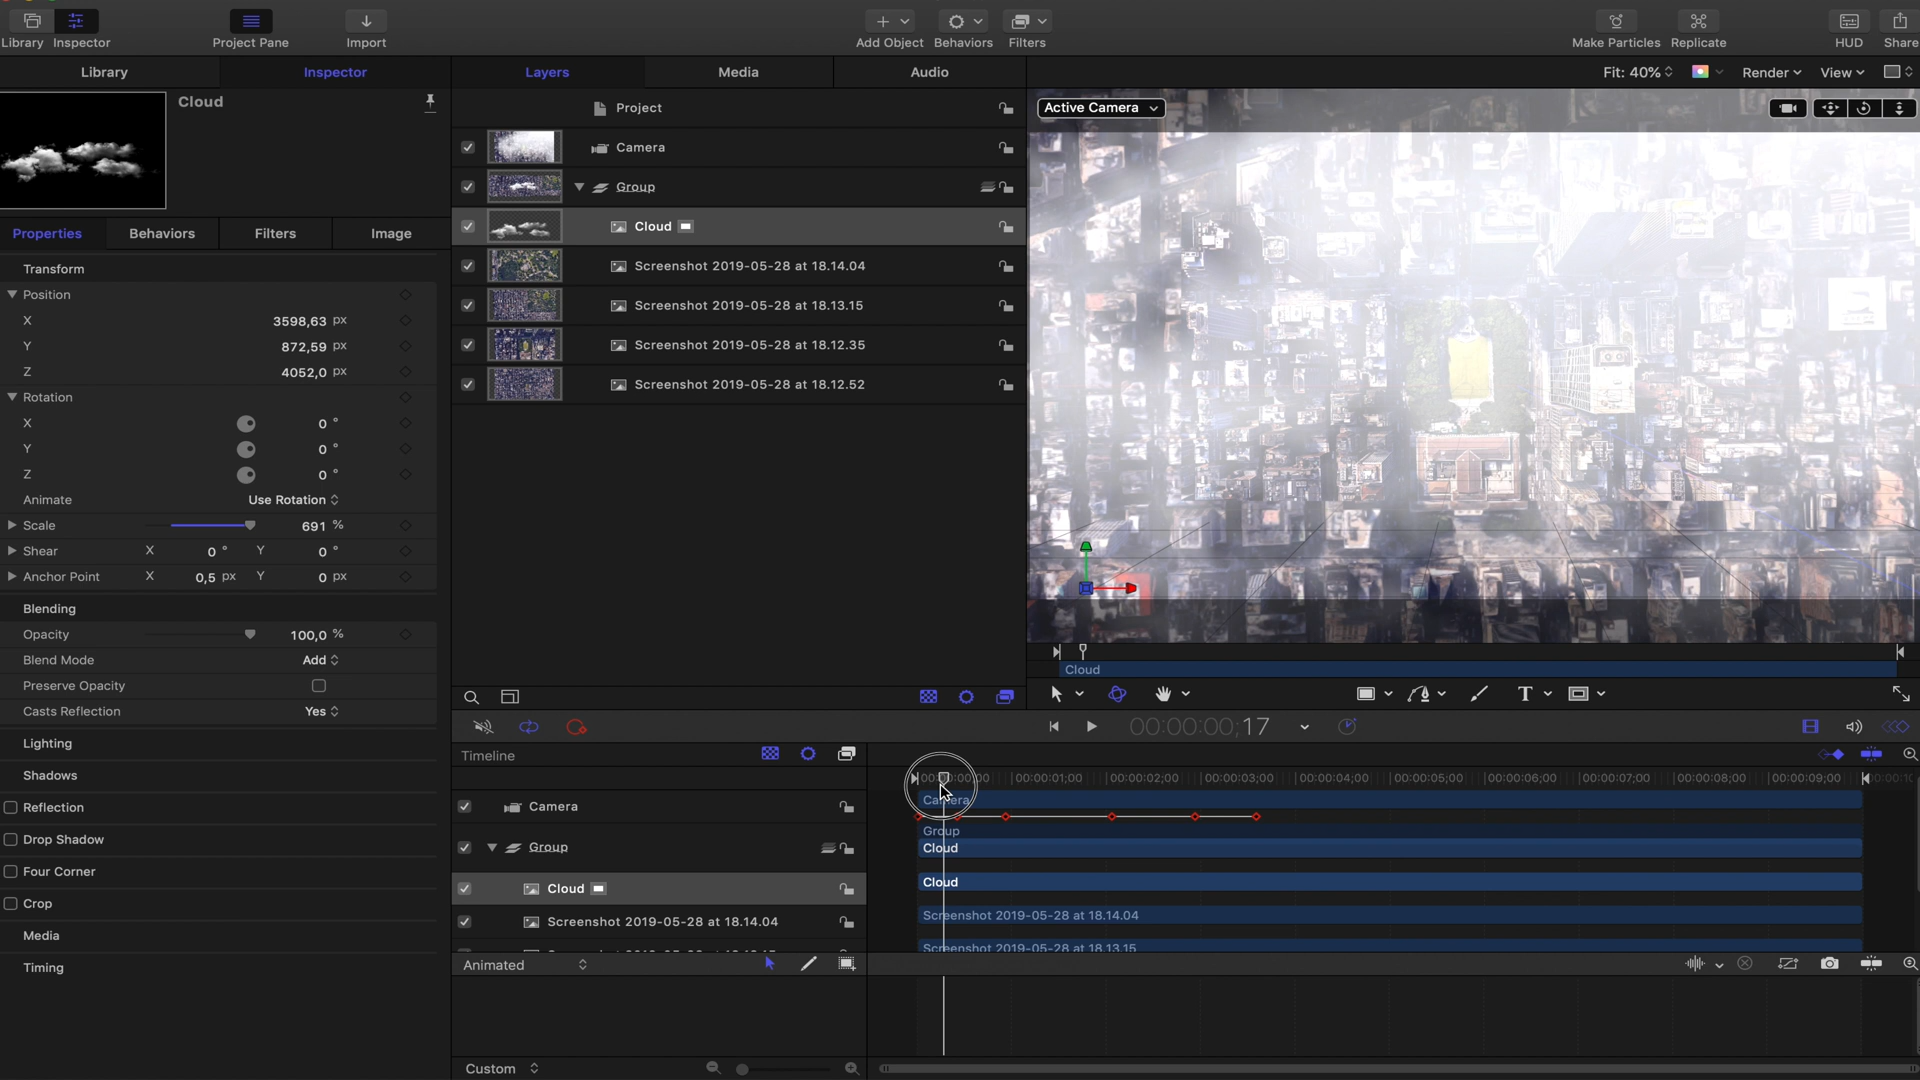 Library Inspector Project Pane Import Add Object Behaviors Filters Make Particles Replicate HUD Share
Library Inspector Layers Media Audio Fit: 40% Render View
Cloud
Properties Behaviors Filters Image
Transform
Position
X 3598,63 px
Y 872,59 px
Z 4052,0 px
Rotation
X 0 °
Y 0 °
Z 0 °
Animate Use Rotation
Scale 691 %
Shear X 0 ° Y 0 °
Anchor Point X 0,5 px Y 0 px
Blending
Opacity 100,0 %
Blend Mode Add
Preserve Opacity
Casts Reflection Yes
Lighting
Shadows
Reflection
Drop Shadow
Four Corner
Crop
Media
Timing
Project
Camera
Group
Cloud
Screenshot 2019-05-28 at 18.14.04
Screenshot 2019-05-28 at 18.13.15
Screenshot 2019-05-28 at 18.12.35
Screenshot 2019-05-28 at 18.12.52
Active Camera
Cloud
T
00:00:00;17
Timeline
00:00:01;00 00:00:02;00 00:00:03;00 00:00:04;00 00:00:05;00 00:00:06;00 00:00:07;00 00:00:08;00 00:00:09;00
Camera
Group
Cloud
Screenshot 2019-05-28 at 18.14.04
Camera
Group
Cloud
Cloud
Screenshot 2019-05-28 at 18.14.04
Screenshot 2019-05-28 at 18.13.15
Animated
Custom